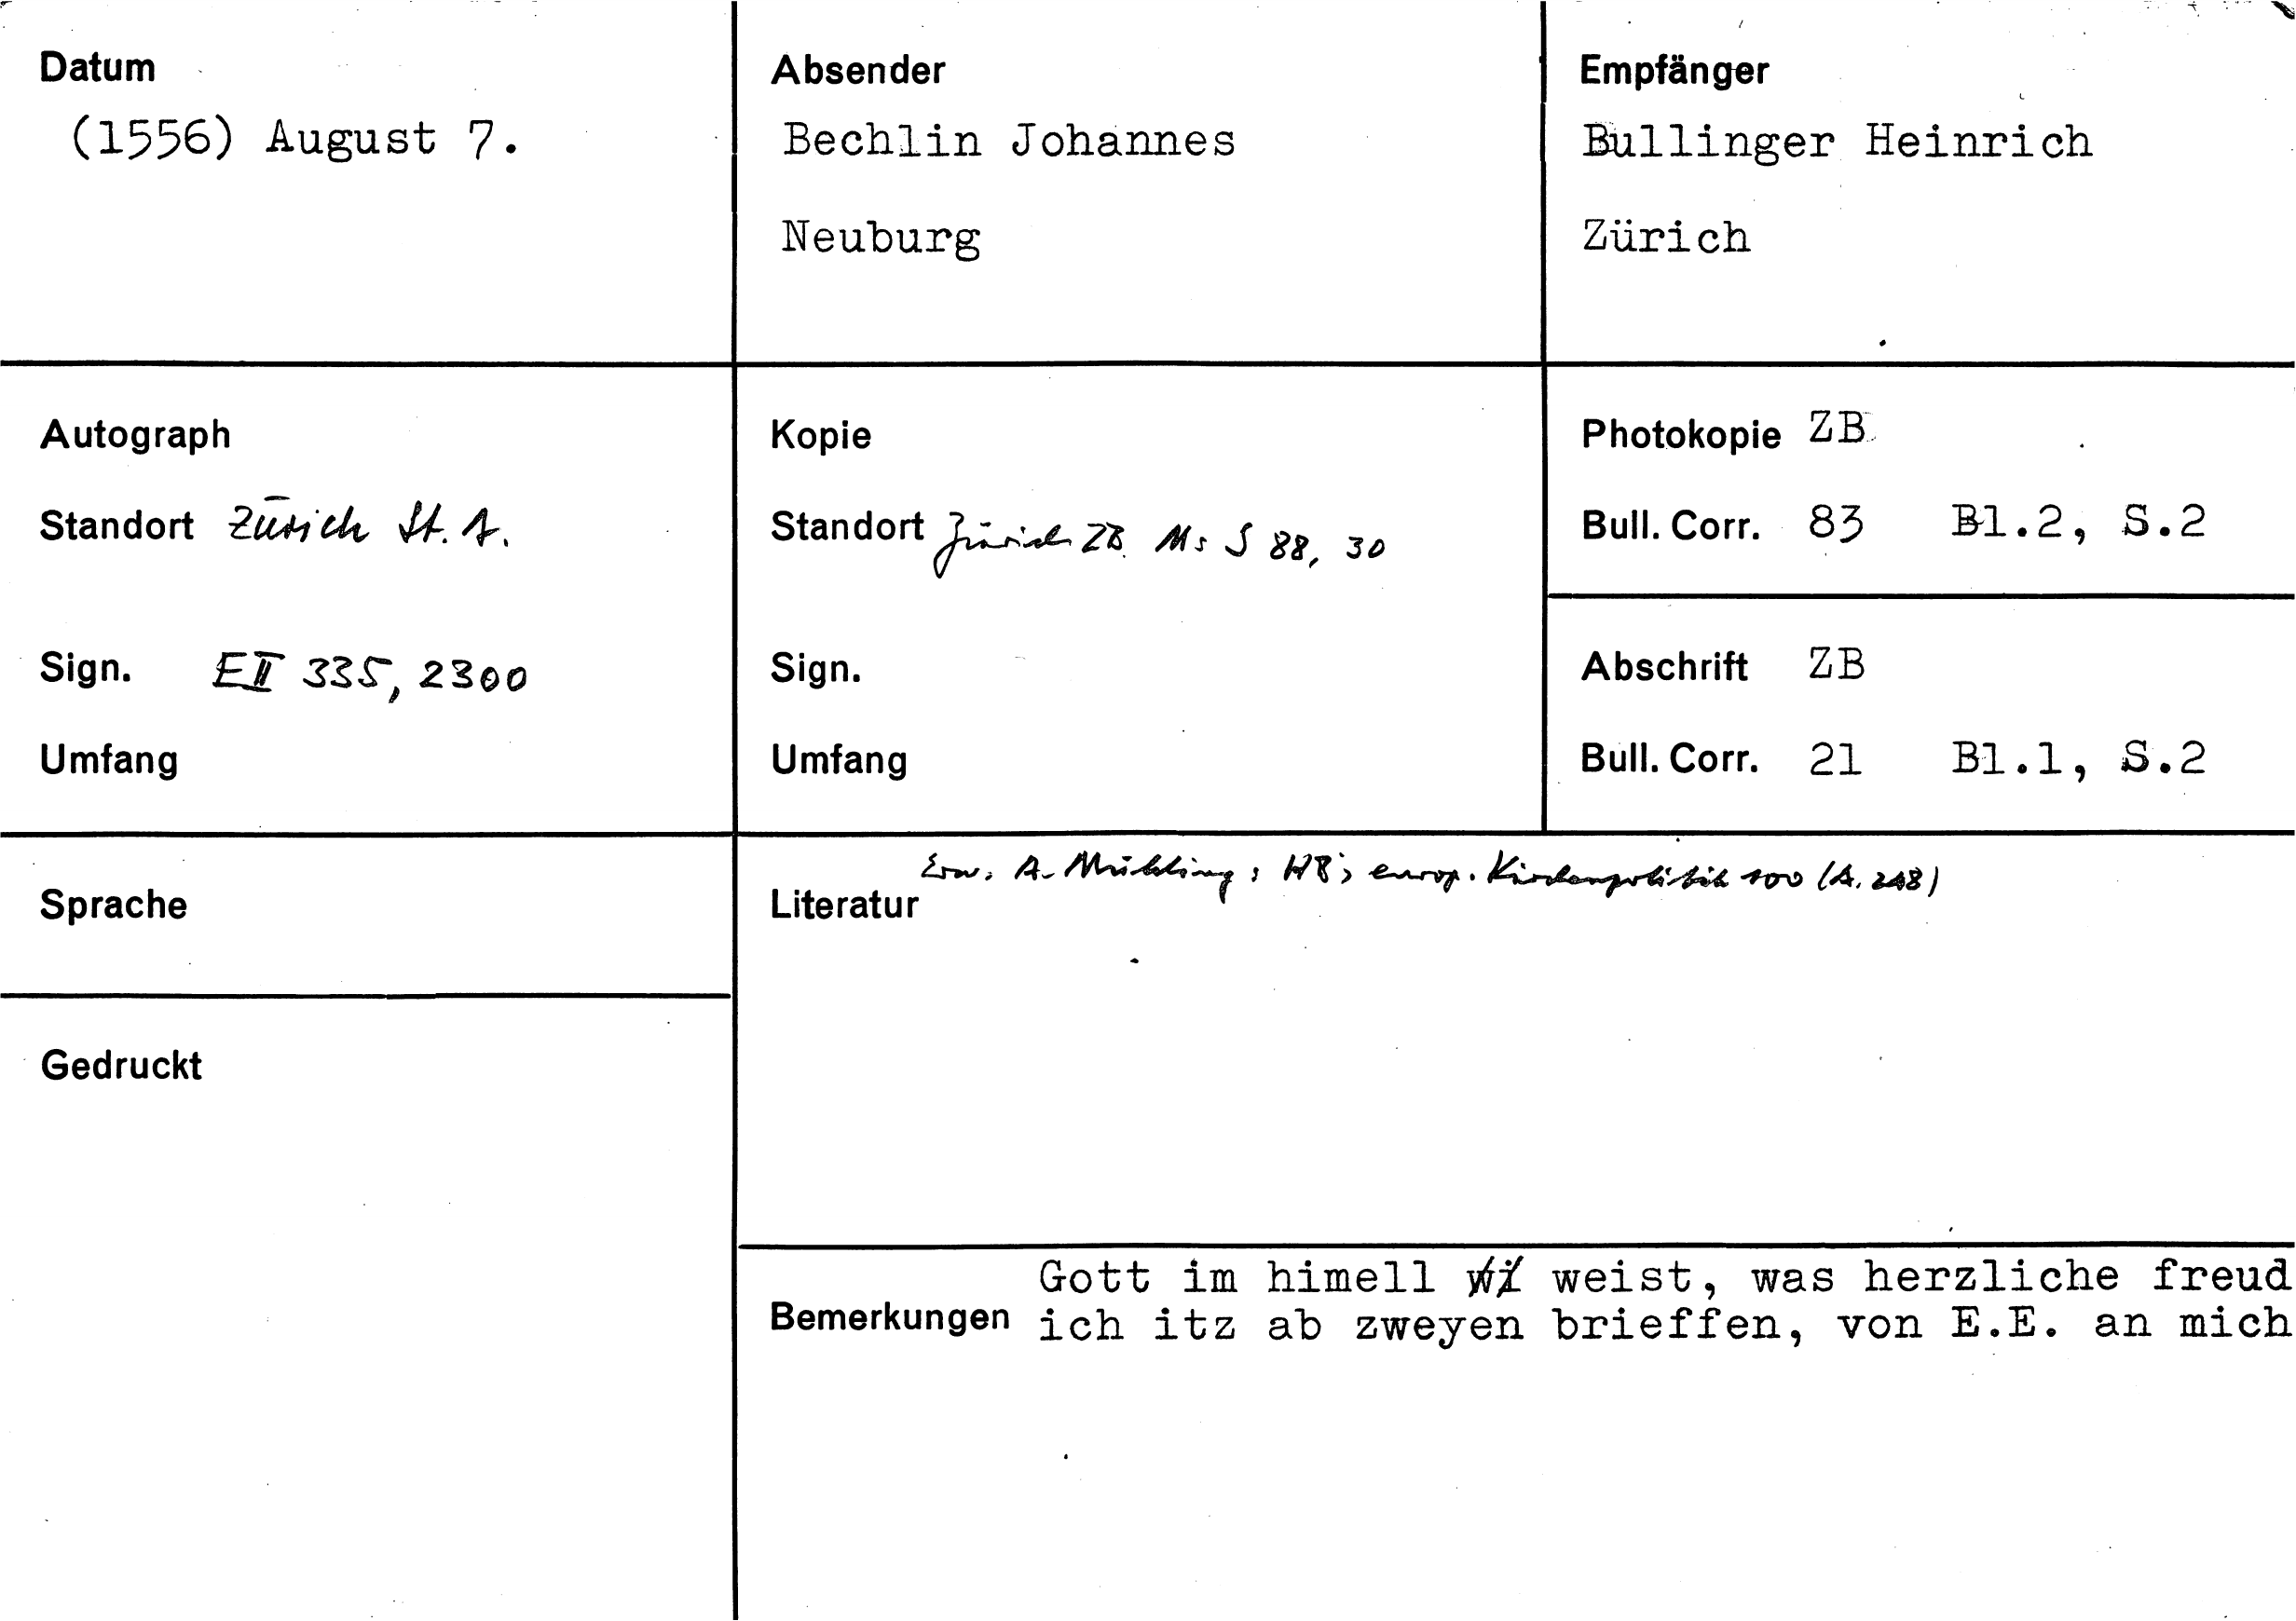 Datum
(1556) August 7.
Absender
Bechlin Johannes
Neuburg
Empfänger
Bullinger Heinrich
Zürich
Autograph
Standort Zürich St. A.
Sign. E II 335, 2300
Umfang
Kopie
Standort Zürich ZB. Ms S 88, 30
Sign.
Umfang
Photokopie ZB
Bull. Corr. 83 Bl.2, S.2
Abschrift ZB
Bull. Corr. 21 Bl.1, S.2
Sprache
Gedruckt
Erw. A. Mühling: HB's europ. Kirchenpolitik 100 (A. 248)
Literatur
Gott im himell weist, was herzliche freud
Bemerkungen ich itz ab zweyen brieffen, von E.E. an mich